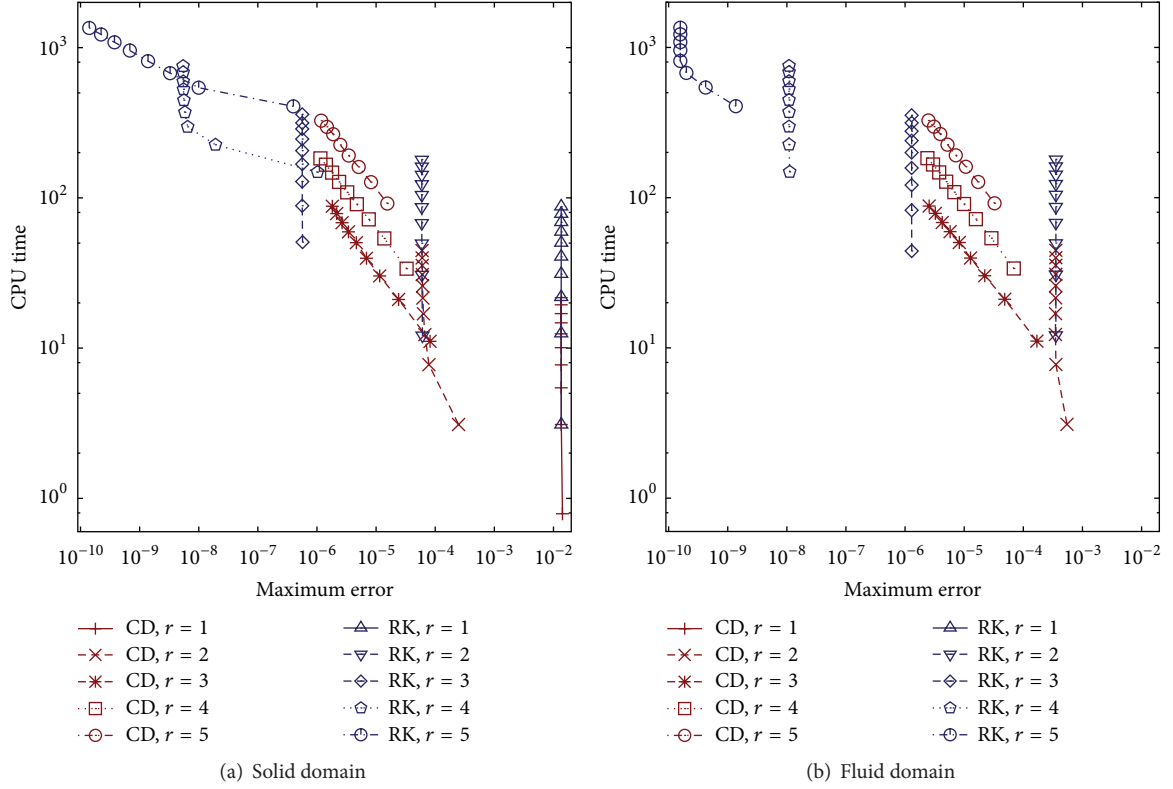 10^3
10^2
10^1
10^0
CPU time
10^−10 10^−9 10^−8 10^−7 10^−6 10^−5 10^−4 10^−3 10^−2
Maximum error
CD, r = 1
CD, r = 2
CD, r = 3
CD, r = 4
CD, r = 5
RK, r = 1
RK, r = 2
RK, r = 3
RK, r = 4
RK, r = 5
(a) Solid domain
10^3
10^2
10^1
10^0
CPU time
10^−10 10^−9 10^−8 10^−7 10^−6 10^−5 10^−4 10^−3 10^−2
Maximum error
CD, r = 1
CD, r = 2
CD, r = 3
CD, r = 4
CD, r = 5
RK, r = 1
RK, r = 2
RK, r = 3
RK, r = 4
RK, r = 5
(b) Fluid domain